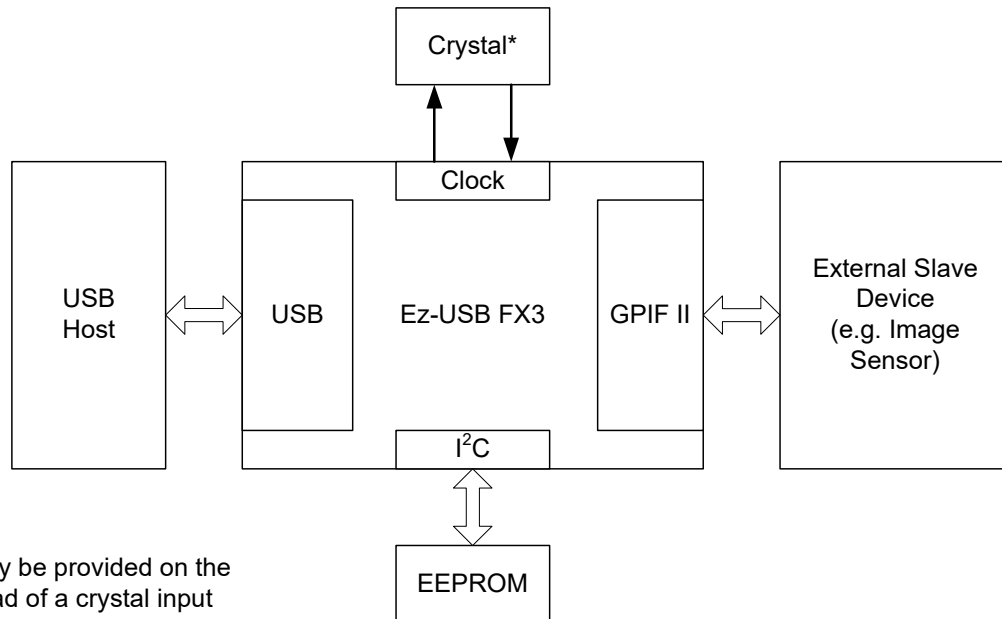 Crystal*
Clock
USB
Host
USB
Ez-USB FX3
GPIF II
External Slave
Device
(e.g. Image
Sensor)
I²C
EEPROM
be provided on the
of a crystal input